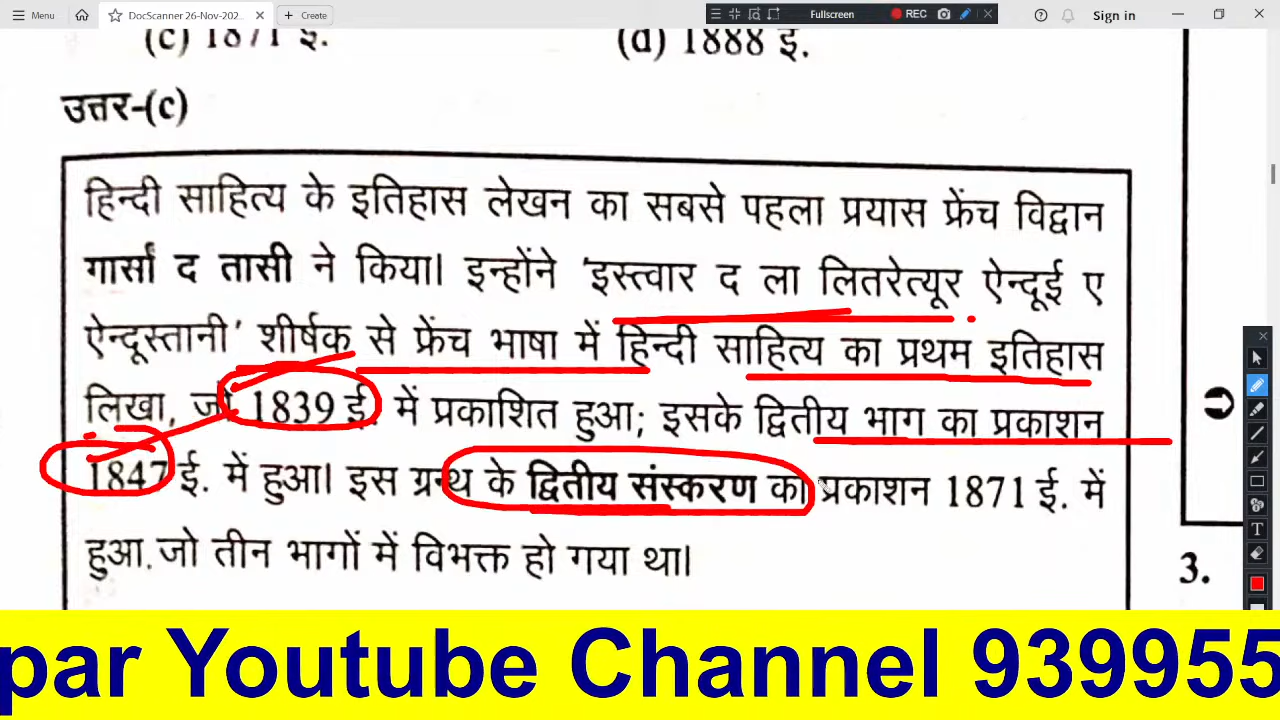 Menu
DocScanner 26-Nov-202...
Create
Fullscreen
REC
Sign in
(c) 1871 ई.
(d) 1888 ई.
उत्तर-(c)
हिन्दी साहित्य के इतिहास लेखन का सबसे पहला प्रयास फ्रेंच विद्वान
गार्सां द तासी ने किया। इन्होंने 'इस्त्वार द ला लितरेत्यूर ऐन्दूई ए
ऐन्दूस्तानी' शीर्षक से फ्रेंच भाषा में हिन्दी साहित्य का प्रथम इतिहास
लिखा, जो 1839 ई. में प्रकाशित हुआ; इसके द्वितीय भाग का प्रकाशन
1847 ई. में हुआ। इस ग्रन्थ के द्वितीय संस्करण का प्रकाशन 1871 ई. में
हुआ. जो तीन भागों में विभक्त हो गया था।
3.
par Youtube Channel 939955